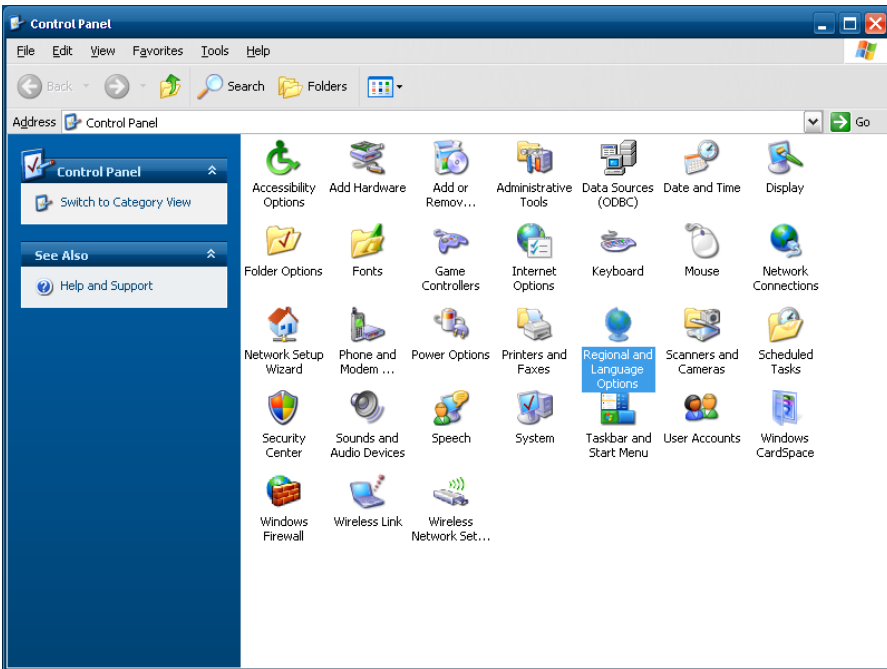 Control Panel
File Edit View Favorites Tools Help
Back Search Folders
Address Control Panel Go
Control Panel
Switch to Category View
See Also
Help and Support
Accessibility Options
Add Hardware
Add or Remov...
Administrative Tools
Data Sources (ODBC)
Date and Time
Display
Folder Options
Fonts
Game Controllers
Internet Options
Keyboard
Mouse
Network Connections
Network Setup Wizard
Phone and Modem ...
Power Options
Printers and Faxes
Regional and Language Options
Scanners and Cameras
Scheduled Tasks
Security Center
Sounds and Audio Devices
Speech
System
Taskbar and Start Menu
User Accounts
Windows CardSpace
Windows Firewall
Wireless Link
Wireless Network Set...